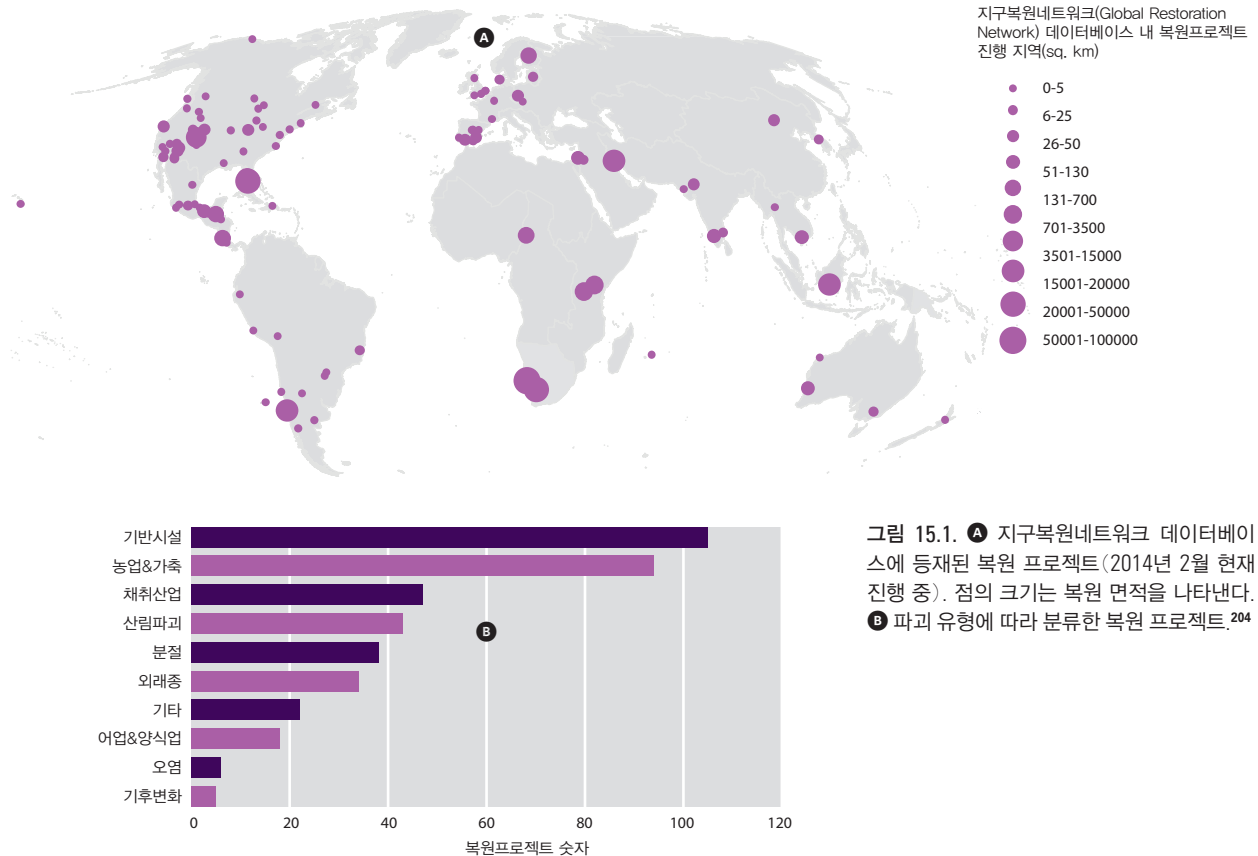 A
지구복원네트워크(Global Restoration
Network) 데이터베이스 내 복원프로젝트
진행 지역(sq. km)
0-5
6-25
26-50
51-130
131-700
701-3500
3501-15000
15001-20000
20001-50000
50001-100000
기반시설
농업&가축
채취산업
산림파괴
분절
외래종
기타
어업&양식업
오염
기후변화
B
0 20 40 60 80 100 120
복원프로젝트 숫자
그림 15.1. A 지구복원네트워크 데이터베이
스에 등재된 복원 프로젝트(2014년 2월 현재
진행 중). 점의 크기는 복원 면적을 나타낸다.
B 파괴 유형에 따라 분류한 복원 프로젝트.204